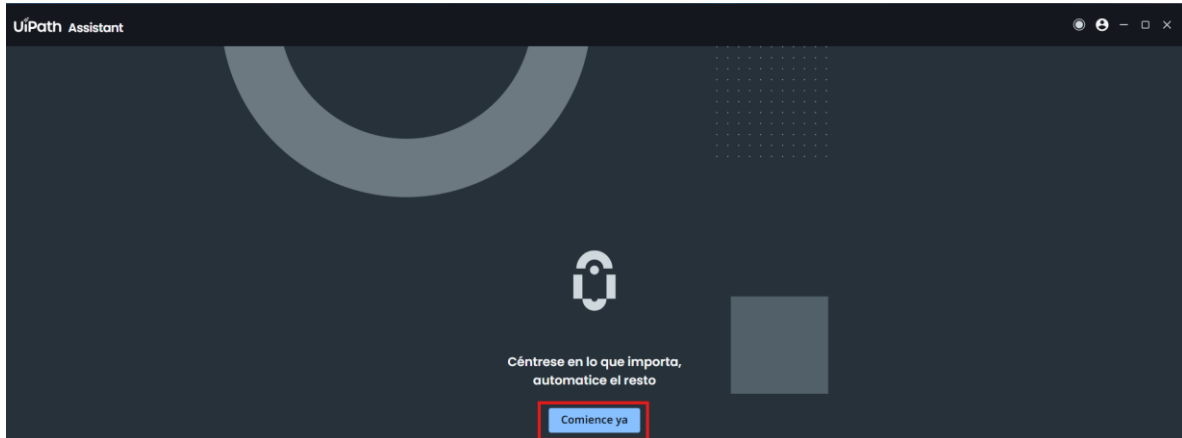 UiPath Assistant
Céntrese en lo que importa,
automatice el resto
Comience ya